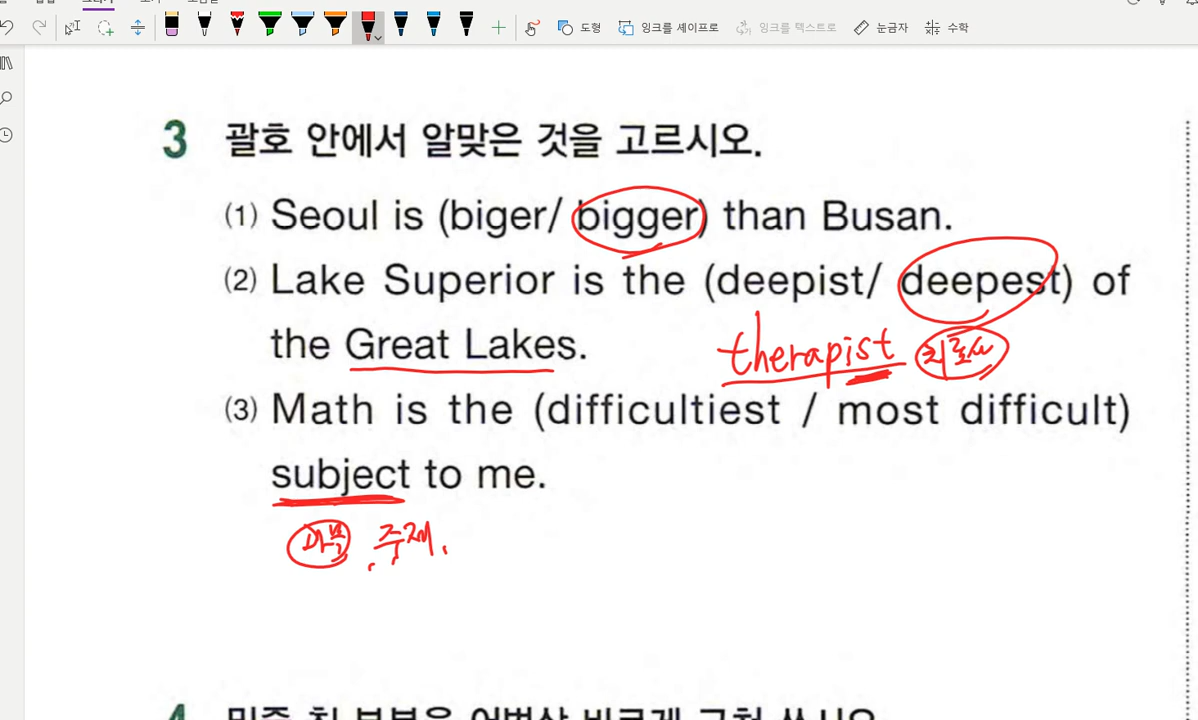 도형 잉크를 셰이프로 잉크를 텍스트로 눈금자 수학
3 괄호 안에서 알맞은 것을 고르시오.
(1) Seoul is (biger/ bigger) than Busan.
(2) Lake Superior is the (deepist/ deepest) of
the Great Lakes.
therapist 치료사
(3) Math is the (difficultiest / most difficult)
subject to me.
과목 주제.